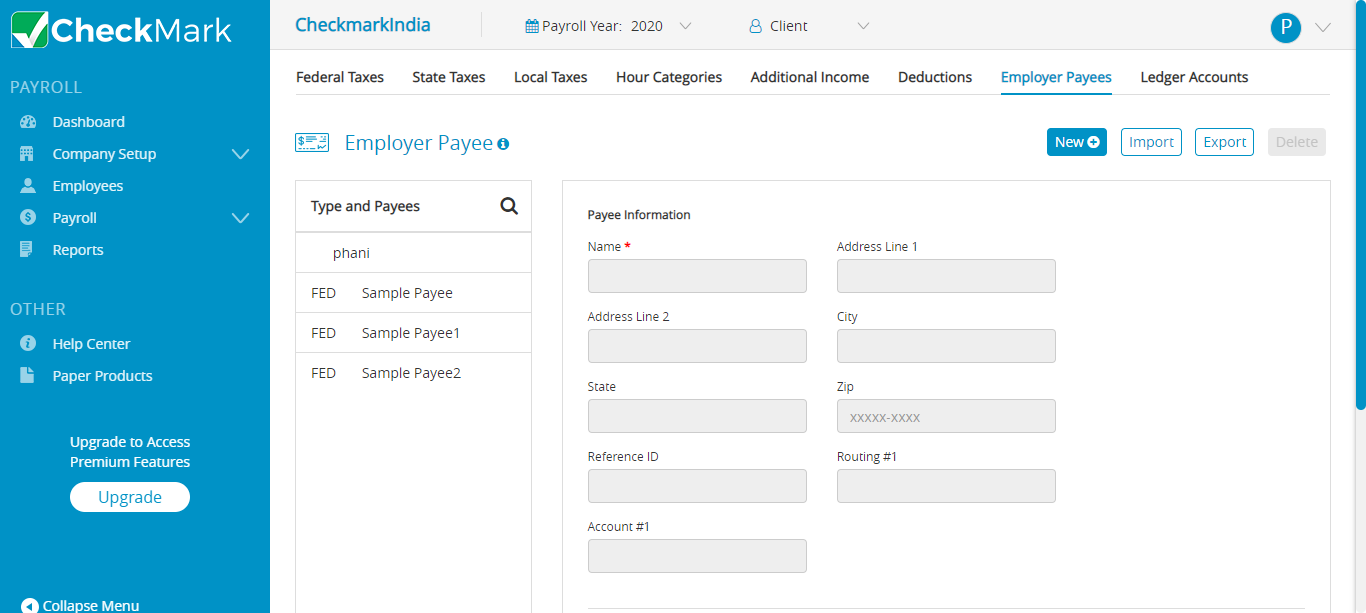 CheckMark
CheckmarkIndia
Payroll Year: 2020
Client
P
PAYROLL
Dashboard
Company Setup
Employees
Payroll
Reports
OTHER
Help Center
Paper Products
Upgrade to Access
Premium Features
Upgrade
Collapse Menu
Federal Taxes State Taxes Local Taxes Hour Categories Additional Income Deductions Employer Payees Ledger Accounts
Employer Payee
New Import Export Delete
Type and Payees
phani
FED Sample Payee
FED Sample Payee1
FED Sample Payee2
Payee Information
Name * Address Line 1
Address Line 2 City
State Zip
xxxxx-xxxx
Reference ID Routing #1
Account #1